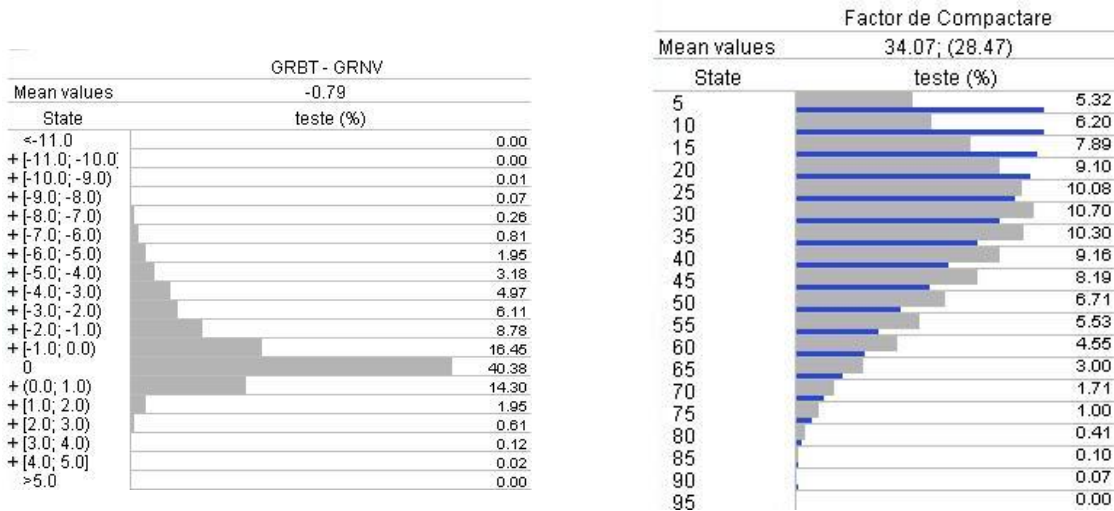 GRBT - GRNV
Mean values -0.79
State teste (%)
<-11.0 0.00
+ [-11.0; -10.0) 0.00
+ [-10.0; -9.0) 0.01
+ [-9.0; -8.0) 0.07
+ [-8.0; -7.0) 0.26
+ [-7.0; -6.0) 0.81
+ [-6.0; -5.0) 1.95
+ [-5.0; -4.0) 3.18
+ [-4.0; -3.0) 4.97
+ [-3.0; -2.0) 6.11
+ [-2.0; -1.0) 8.78
+ [-1.0; 0.0) 16.45
0 40.38
+ (0.0; 1.0) 14.30
+ [1.0; 2.0) 1.95
+ [2.0; 3.0) 0.61
+ [3.0; 4.0) 0.12
+ [4.0; 5.0] 0.02
>5.0 0.00
Factor de Compactare
Mean values 34.07; (28.47)
State teste (%)
5 5.32
10 6.20
15 7.89
20 9.10
25 10.08
30 10.70
35 10.30
40 9.16
45 8.19
50 6.71
55 5.53
60 4.55
65 3.00
70 1.71
75 1.00
80 0.41
85 0.10
90 0.07
95 0.00